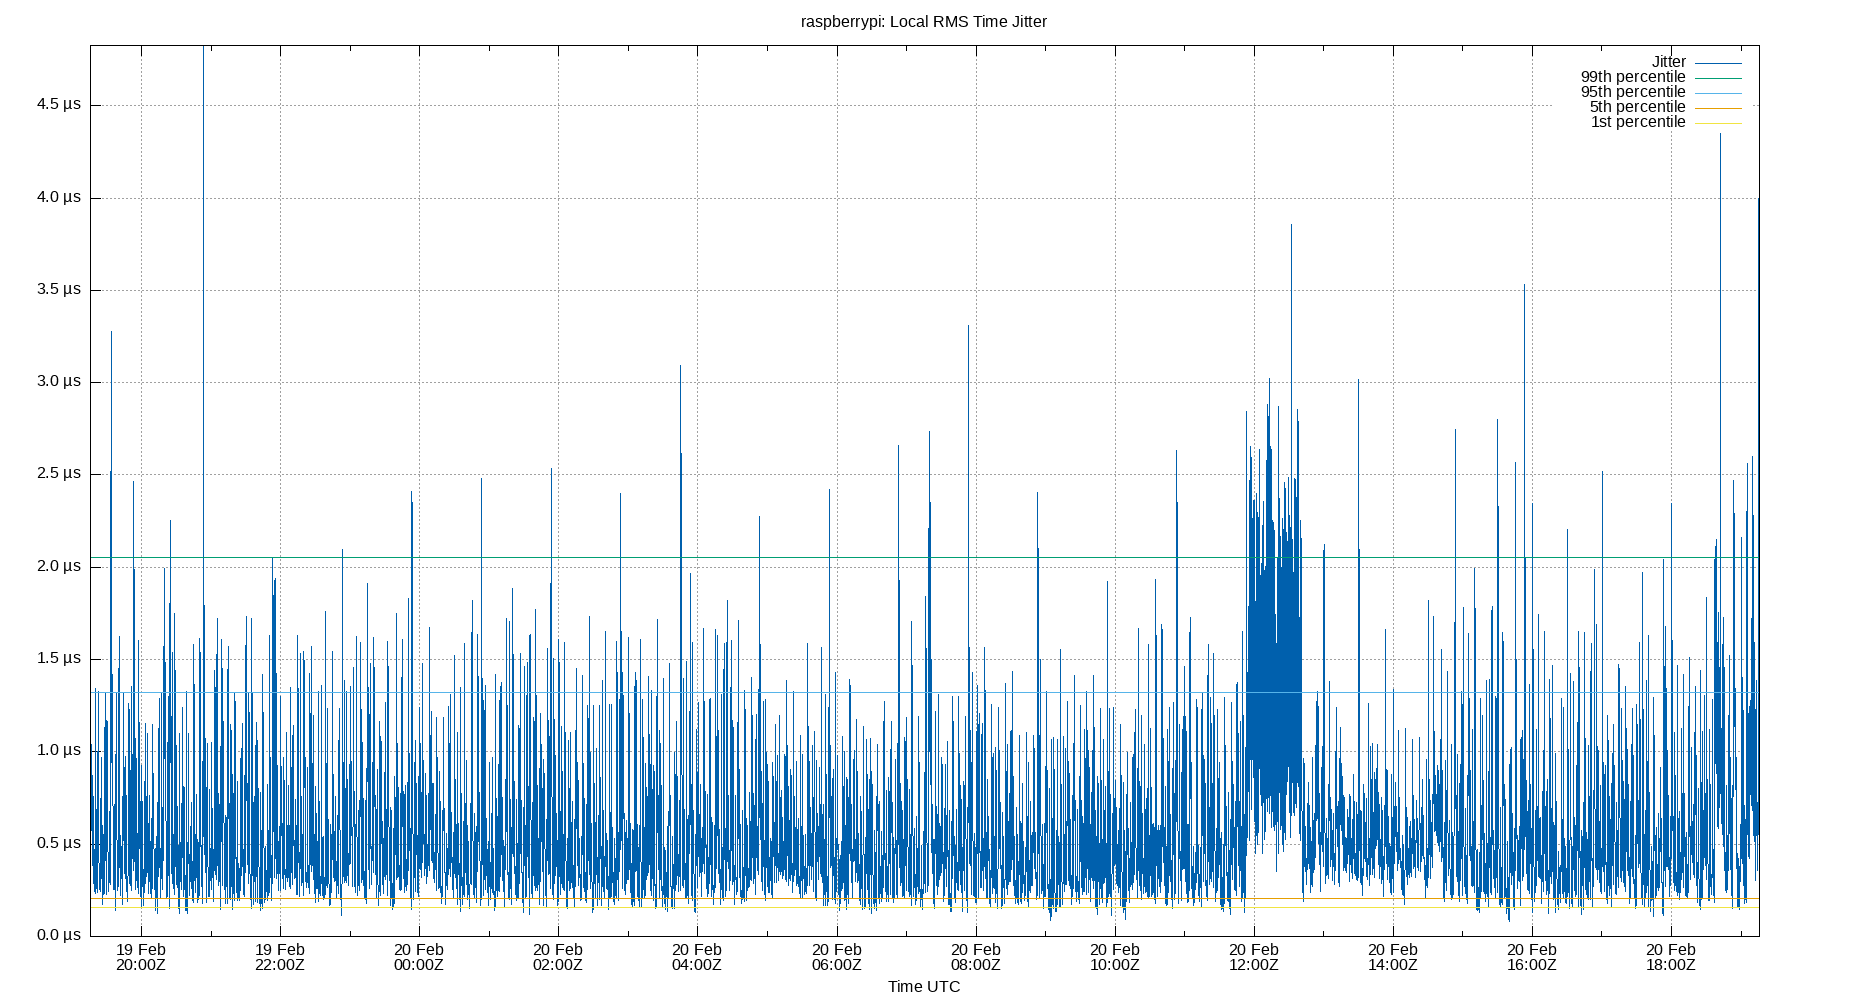 raspberrypi: Local RMS Time Jitter
Jitter
99th percentile
95th percentile
5th percentile
1st percentile
4.5 µs
4.0 µs
3.5 µs
3.0 µs
2.5 µs
2.0 µs
1.5 µs
1.0 µs
0.5 µs
0.0 µs
19 Feb 19 Feb 20 Feb 20 Feb 20 Feb 20 Feb 20 Feb 20 Feb 20 Feb 20 Feb 20 Feb 20 Feb
20:00Z 22:00Z 00:00Z 02:00Z 04:00Z 06:00Z 08:00Z 10:00Z 12:00Z 14:00Z 16:00Z 18:00Z
Time UTC